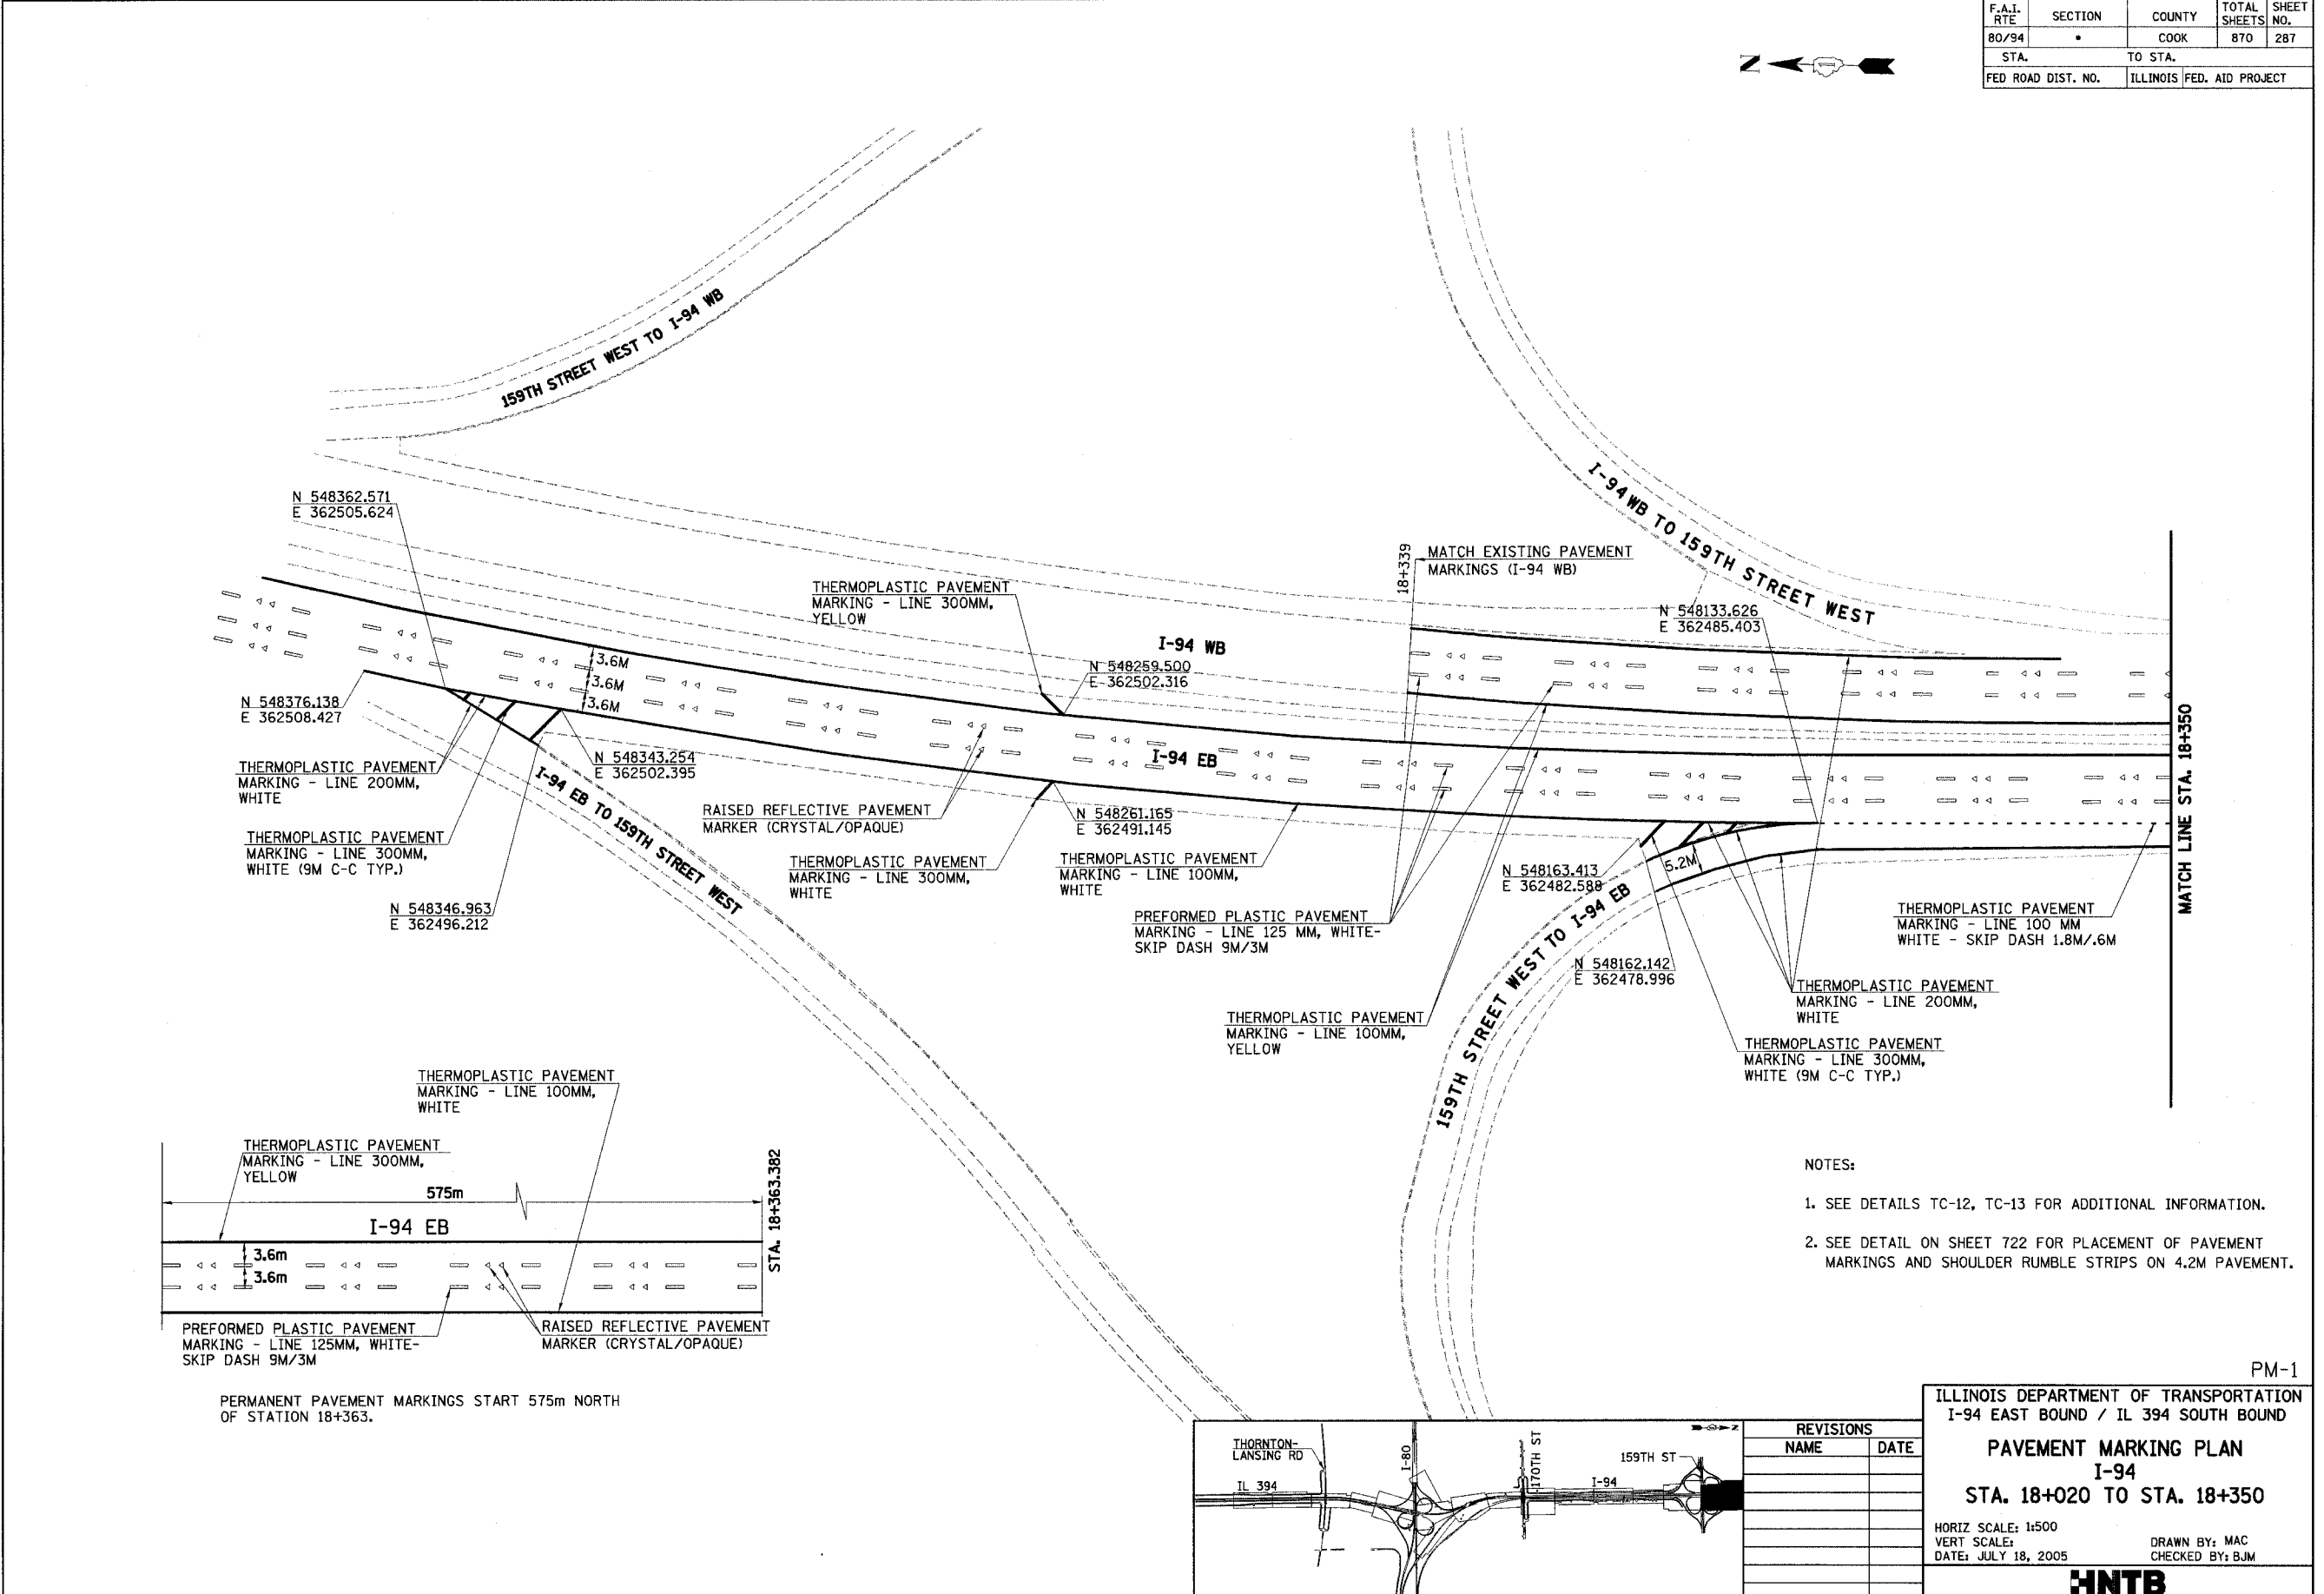 F.A.I. RTE SECTION COUNTY TOTAL SHEETS SHEET NO.
80/94 • COOK 870 287
STA. TO STA.
FED ROAD DIST. NO. ILLINOIS FED. AID PROJECT
Z
159TH STREET WEST TO I-94 WB
I-94 WB TO 159TH STREET WEST
N 548362.571
E 362505.624
18+339
MATCH EXISTING PAVEMENT
MARKINGS (I-94 WB)
THERMOPLASTIC PAVEMENT
MARKING - LINE 300MM,
YELLOW
N 548133.626
E 362485.403
I-94 WB
3.6M
3.6M
3.6M
N 548259.500
E 362502.316
N 548376.138
E 362508.427
MATCH LINE STA. 18+350
I-94 EB
THERMOPLASTIC PAVEMENT
MARKING - LINE 200MM,
WHITE
N 548343.254
E 362502.395
I-94 EB TO 159TH STREET WEST
RAISED REFLECTIVE PAVEMENT
MARKER (CRYSTAL/OPAQUE)
N 548261.165
E 362491.145
THERMOPLASTIC PAVEMENT
MARKING - LINE 300MM,
WHITE (9M C-C TYP.)
THERMOPLASTIC PAVEMENT
MARKING - LINE 300MM,
WHITE
THERMOPLASTIC PAVEMENT
MARKING - LINE 100MM,
WHITE
5.2M
N 548163.413
E 362482.588
N 548346.963
E 362496.212
PREFORMED PLASTIC PAVEMENT
MARKING - LINE 125 MM, WHITE-
SKIP DASH 9M/3M
THERMOPLASTIC PAVEMENT
MARKING - LINE 100 MM
WHITE - SKIP DASH 1.8M/.6M
159TH STREET WEST TO I-94 EB
N 548162.142
E 362478.996
THERMOPLASTIC PAVEMENT
MARKING - LINE 200MM,
WHITE
THERMOPLASTIC PAVEMENT
MARKING - LINE 100MM,
YELLOW
THERMOPLASTIC PAVEMENT
MARKING - LINE 300MM,
WHITE (9M C-C TYP.)
THERMOPLASTIC PAVEMENT
MARKING - LINE 100MM,
WHITE
THERMOPLASTIC PAVEMENT
MARKING - LINE 300MM,
YELLOW
575m
STA. 18+363.382
I-94 EB
3.6m
3.6m
PREFORMED PLASTIC PAVEMENT
MARKING - LINE 125MM, WHITE-
SKIP DASH 9M/3M
RAISED REFLECTIVE PAVEMENT
MARKER (CRYSTAL/OPAQUE)
PERMANENT PAVEMENT MARKINGS START 575m NORTH
OF STATION 18+363.
NOTES:
1. SEE DETAILS TC-12, TC-13 FOR ADDITIONAL INFORMATION.
2. SEE DETAIL ON SHEET 722 FOR PLACEMENT OF PAVEMENT
MARKINGS AND SHOULDER RUMBLE STRIPS ON 4.2M PAVEMENT.
PM-1
THORNTON-
LANSING RD
IL 394
I-80
170TH ST
I-94
159TH ST
Z
REVISIONS
NAME DATE
ILLINOIS DEPARTMENT OF TRANSPORTATION
I-94 EAST BOUND / IL 394 SOUTH BOUND
PAVEMENT MARKING PLAN
I-94
STA. 18+020 TO STA. 18+350
HORIZ SCALE: 1:500
VERT SCALE:
DATE: JULY 18, 2005
DRAWN BY: MAC
CHECKED BY: BJM
HNTB